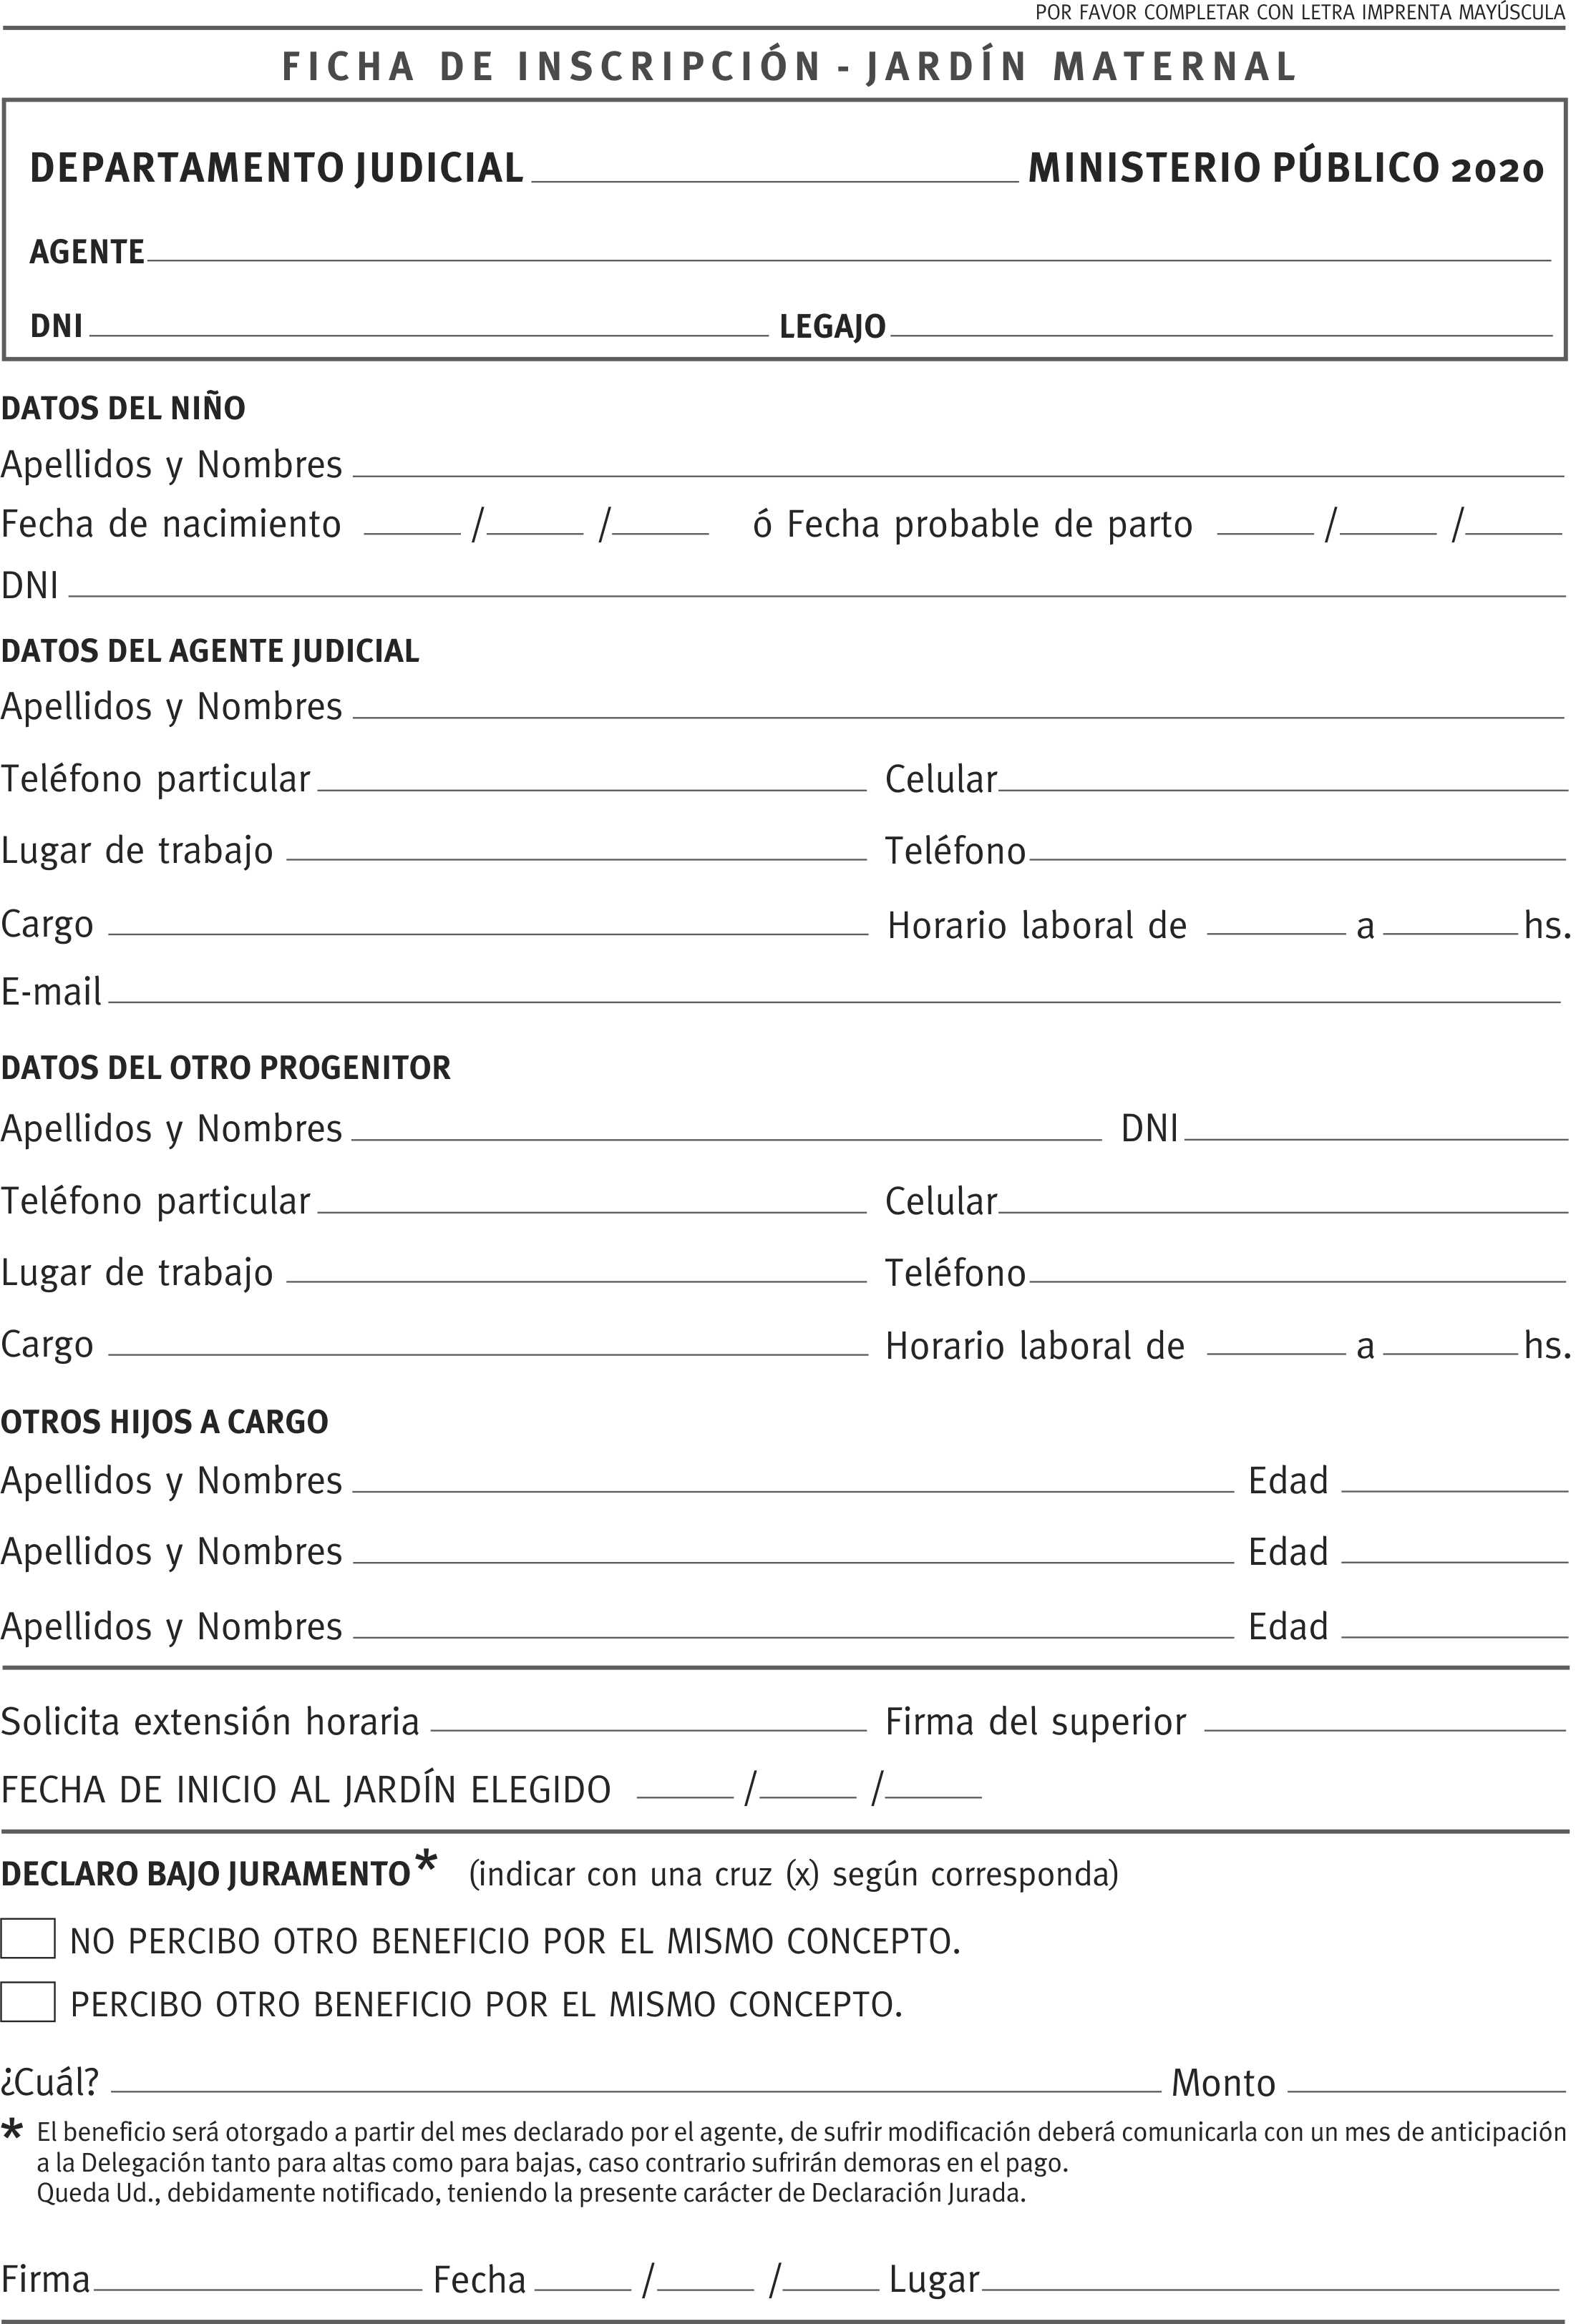 POR FAVOR COMPLETAR CON LETRA IMPRENTA MAYÚSCULA
FICHA DE INSCRIPCIÓN - JARDÍN MATERNAL
DEPARTAMENTO JUDICIAL MINISTERIO PÚBLICO 2020
AGENTE
DNI LEGAJO
DATOS DEL NIÑO
Apellidos y Nombres
Fecha de nacimiento / / ó Fecha probable de parto / /
DNI
DATOS DEL AGENTE JUDICIAL
Apellidos y Nombres
Teléfono particular Celular
Lugar de trabajo Teléfono
Cargo Horario laboral de a hs.
E-mail
DATOS DEL OTRO PROGENITOR
Apellidos y Nombres DNI
Teléfono particular Celular
Lugar de trabajo Teléfono
Cargo Horario laboral de a hs.
OTROS HIJOS A CARGO
Apellidos y Nombres Edad
Apellidos y Nombres Edad
Apellidos y Nombres Edad
Solicita extensión horaria Firma del superior
FECHA DE INICIO AL JARDÍN ELEGIDO / /
DECLARO BAJO JURAMENTO* (indicar con una cruz (x) según corresponda)
NO PERCIBO OTRO BENEFICIO POR EL MISMO CONCEPTO.
PERCIBO OTRO BENEFICIO POR EL MISMO CONCEPTO.
¿Cuál? Monto
* El beneficio será otorgado a partir del mes declarado por el agente, de sufrir modificación deberá comunicarla con un mes de anticipación
a la Delegación tanto para altas como para bajas, caso contrario sufrirán demoras en el pago.
Queda Ud., debidamente notificado, teniendo la presente carácter de Declaración Jurada.
Firma Fecha / / Lugar